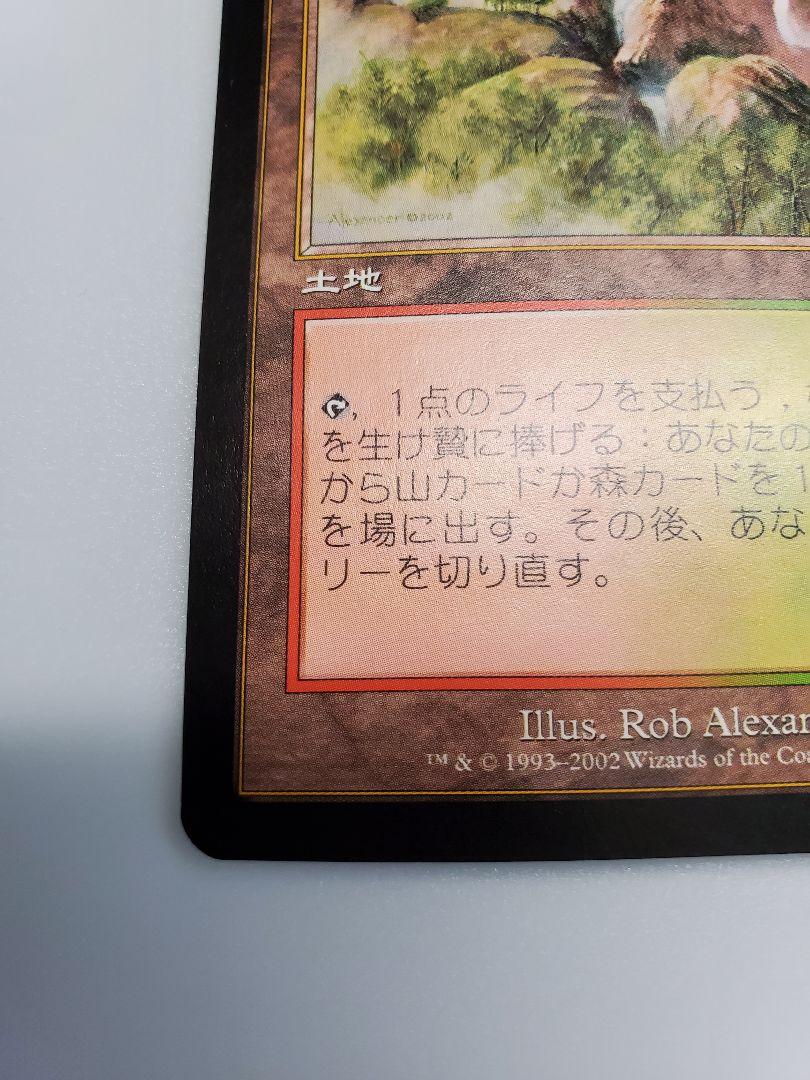 Alexander ©2002
土地
, 1点のライフを支払う,
を生け贄に捧げる：あなたの
から山カードか森カードを1
を場に出す。その後、あな
リーを切り直す。
Illus. Rob Alexan
™ & © 1993–2002 Wizards of the Coa